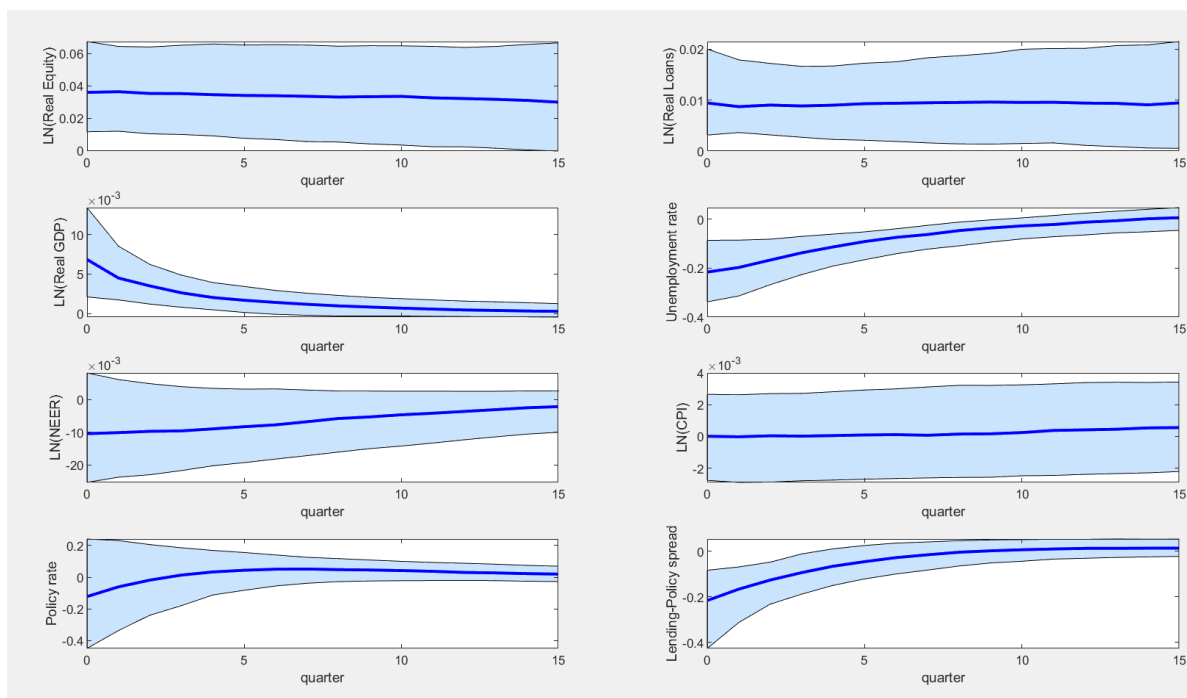 LN(Real Equity)
0.06
0.04
0.02
0
0 5 10 15
quarter
LN(Real Loans)
0.02
0.01
0
0 5 10 15
quarter
LN(Real GDP)
×10⁻³
10
5
0
0 5 10 15
quarter
Unemployment rate
0
-0.2
-0.4
0 5 10 15
quarter
LN(NEER)
×10⁻³
0
-10
-20
0 5 10 15
quarter
LN(CPI)
4 ×10⁻³
2
0
-2
0 5 10 15
quarter
Policy rate
0.2
0
-0.2
-0.4
0 5 10 15
quarter
Lending-Policy spread
0
-0.2
-0.4
0 5 10 15
quarter